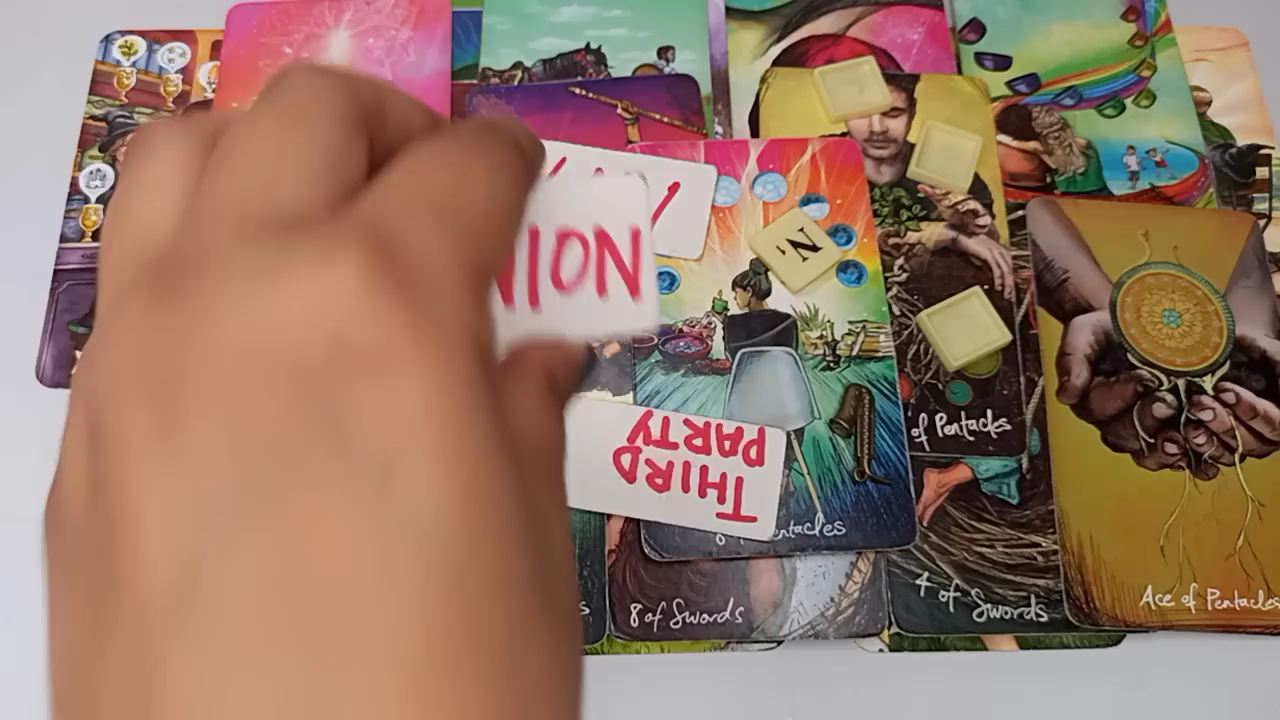 NION
N
THIRD
PARTY
of Pentacles
of Pentacles
8 of Swords
4 of Swords
Ace of Pentacles